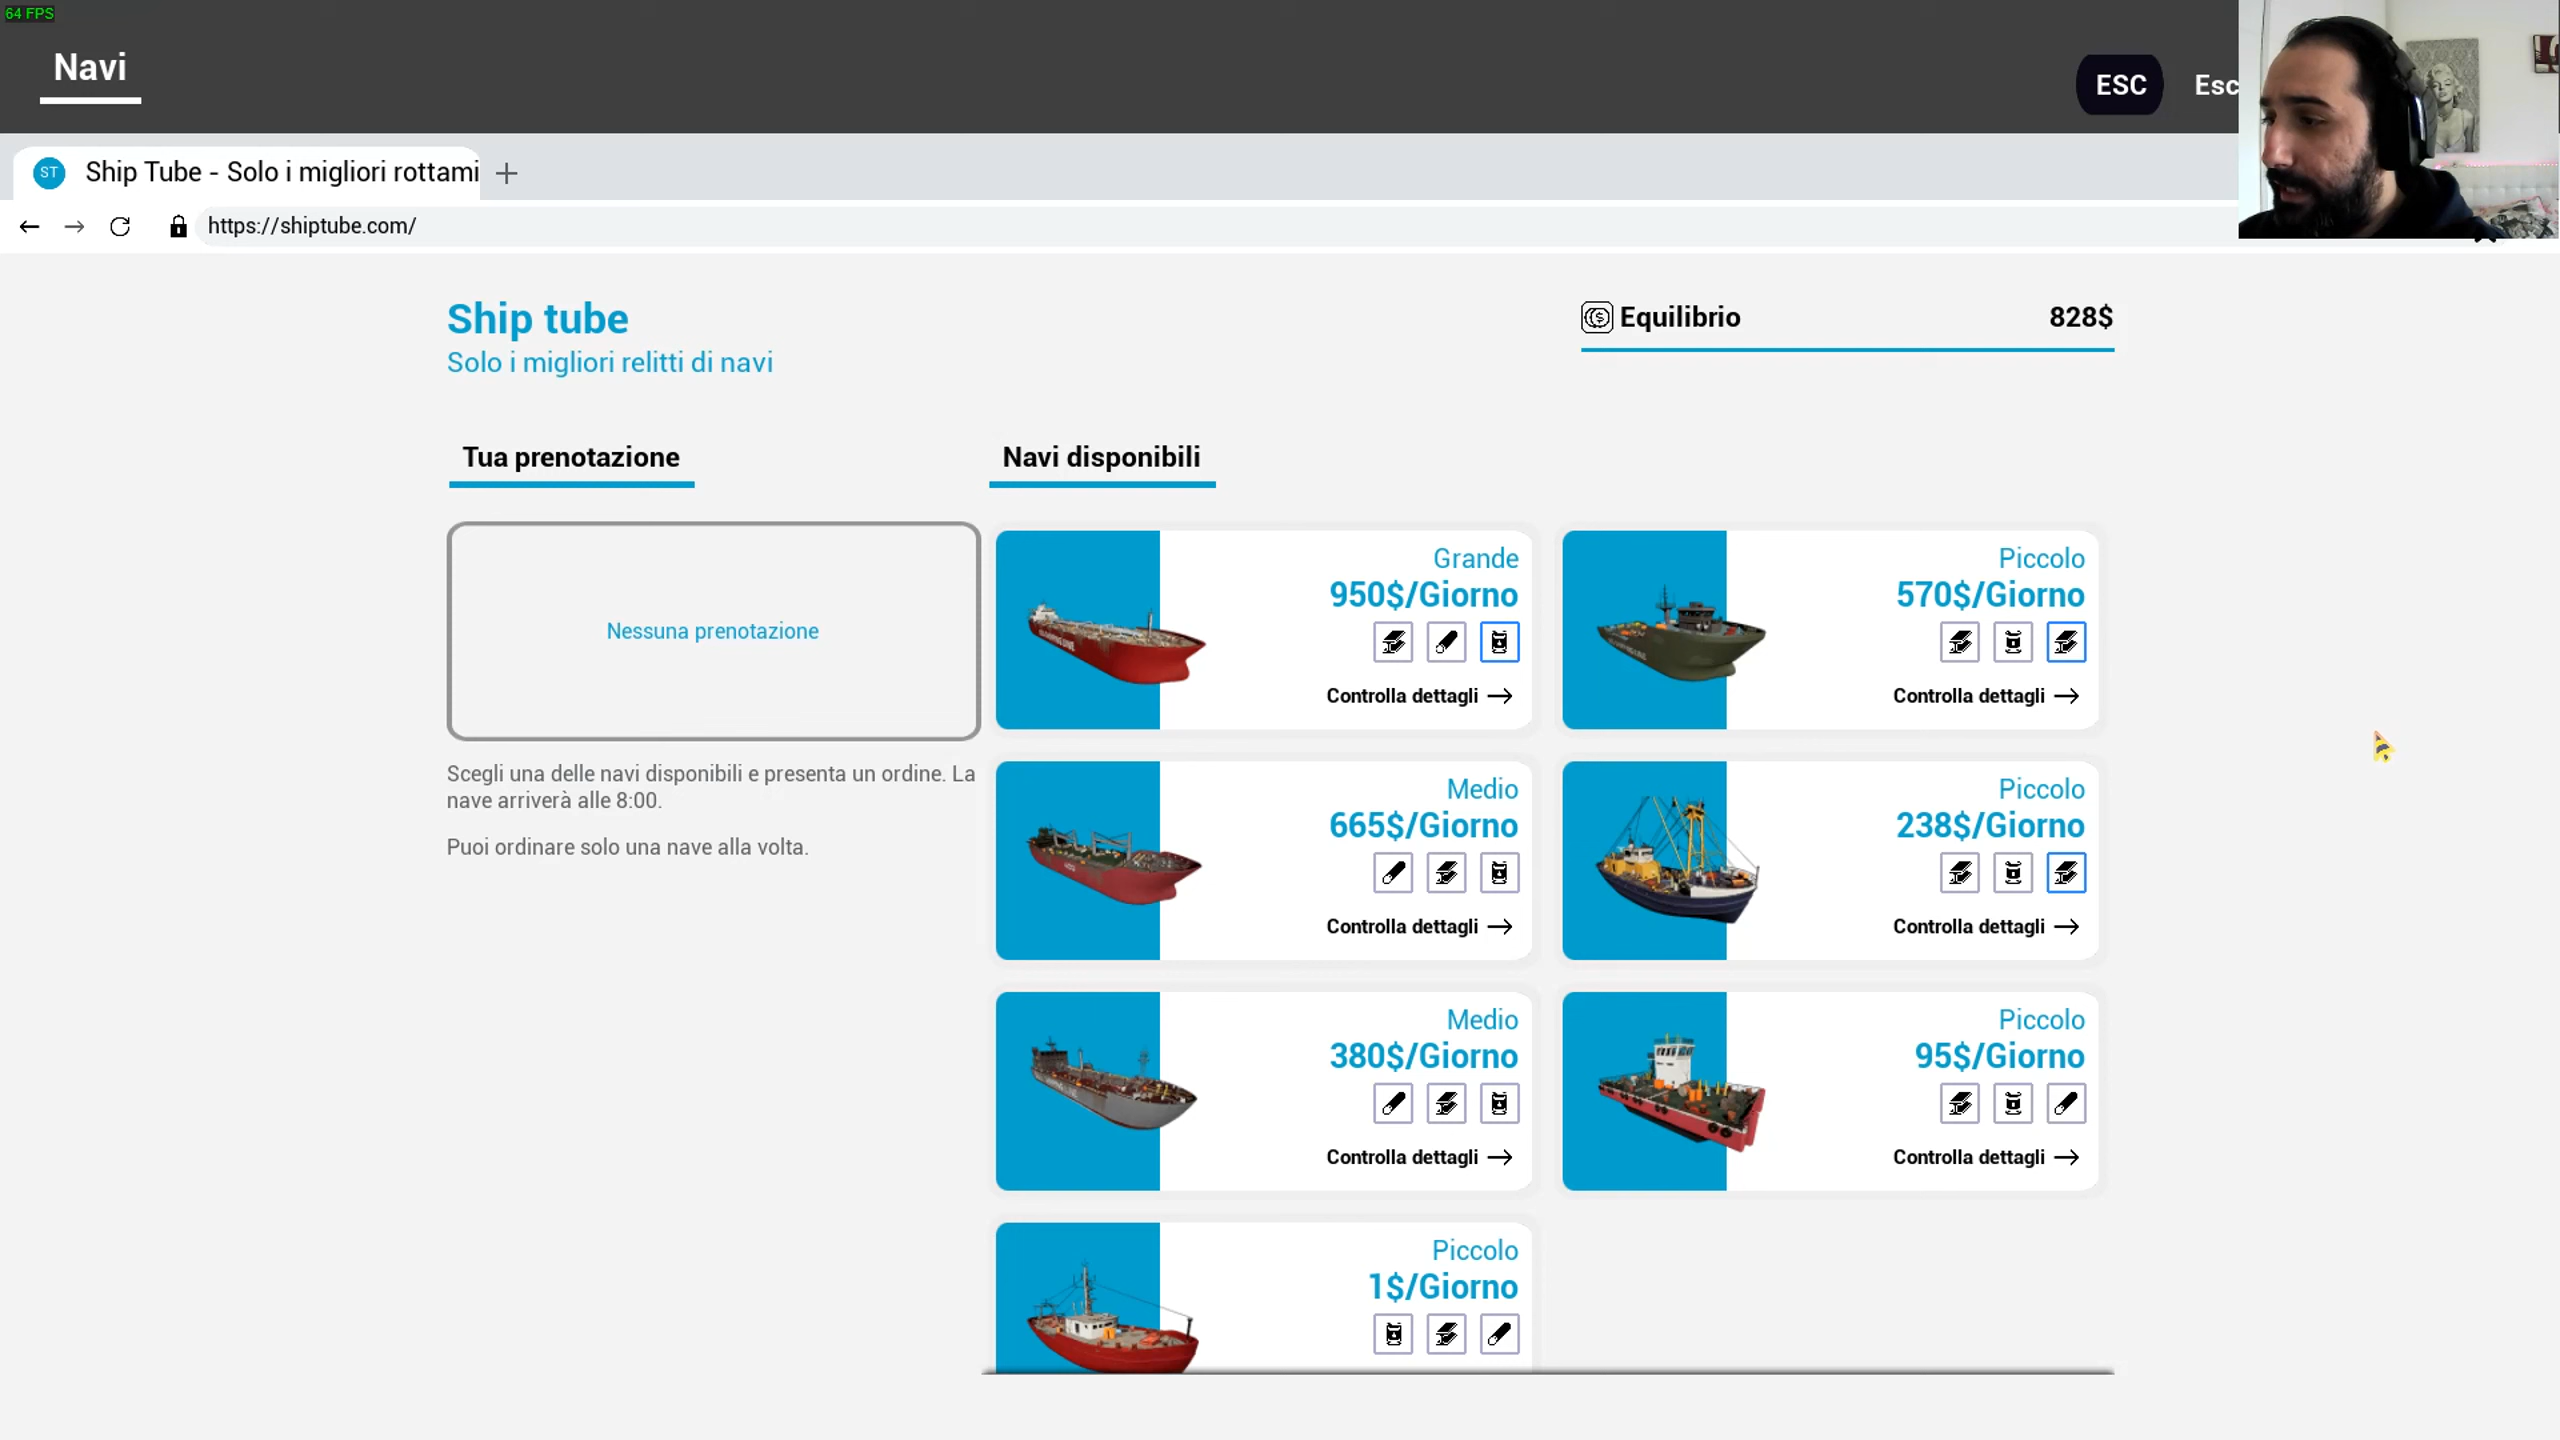 64 FPS
Navi
ESC Esc
ST Ship Tube - Solo i migliori rottami
https://shiptube.com/
Ship tube
Solo i migliori relitti di navi
Equilibrio 828$
Tua prenotazione
Nessuna prenotazione
Scegli una delle navi disponibili e presenta un ordine. La
nave arriverà alle 8:00.
Puoi ordinare solo una nave alla volta.
Navi disponibili
Grande
950$/Giorno
Controlla dettagli
Piccolo
570$/Giorno
Controlla dettagli
Medio
665$/Giorno
Controlla dettagli
Piccolo
238$/Giorno
Controlla dettagli
Medio
380$/Giorno
Controlla dettagli
Piccolo
95$/Giorno
Controlla dettagli
Piccolo
1$/Giorno